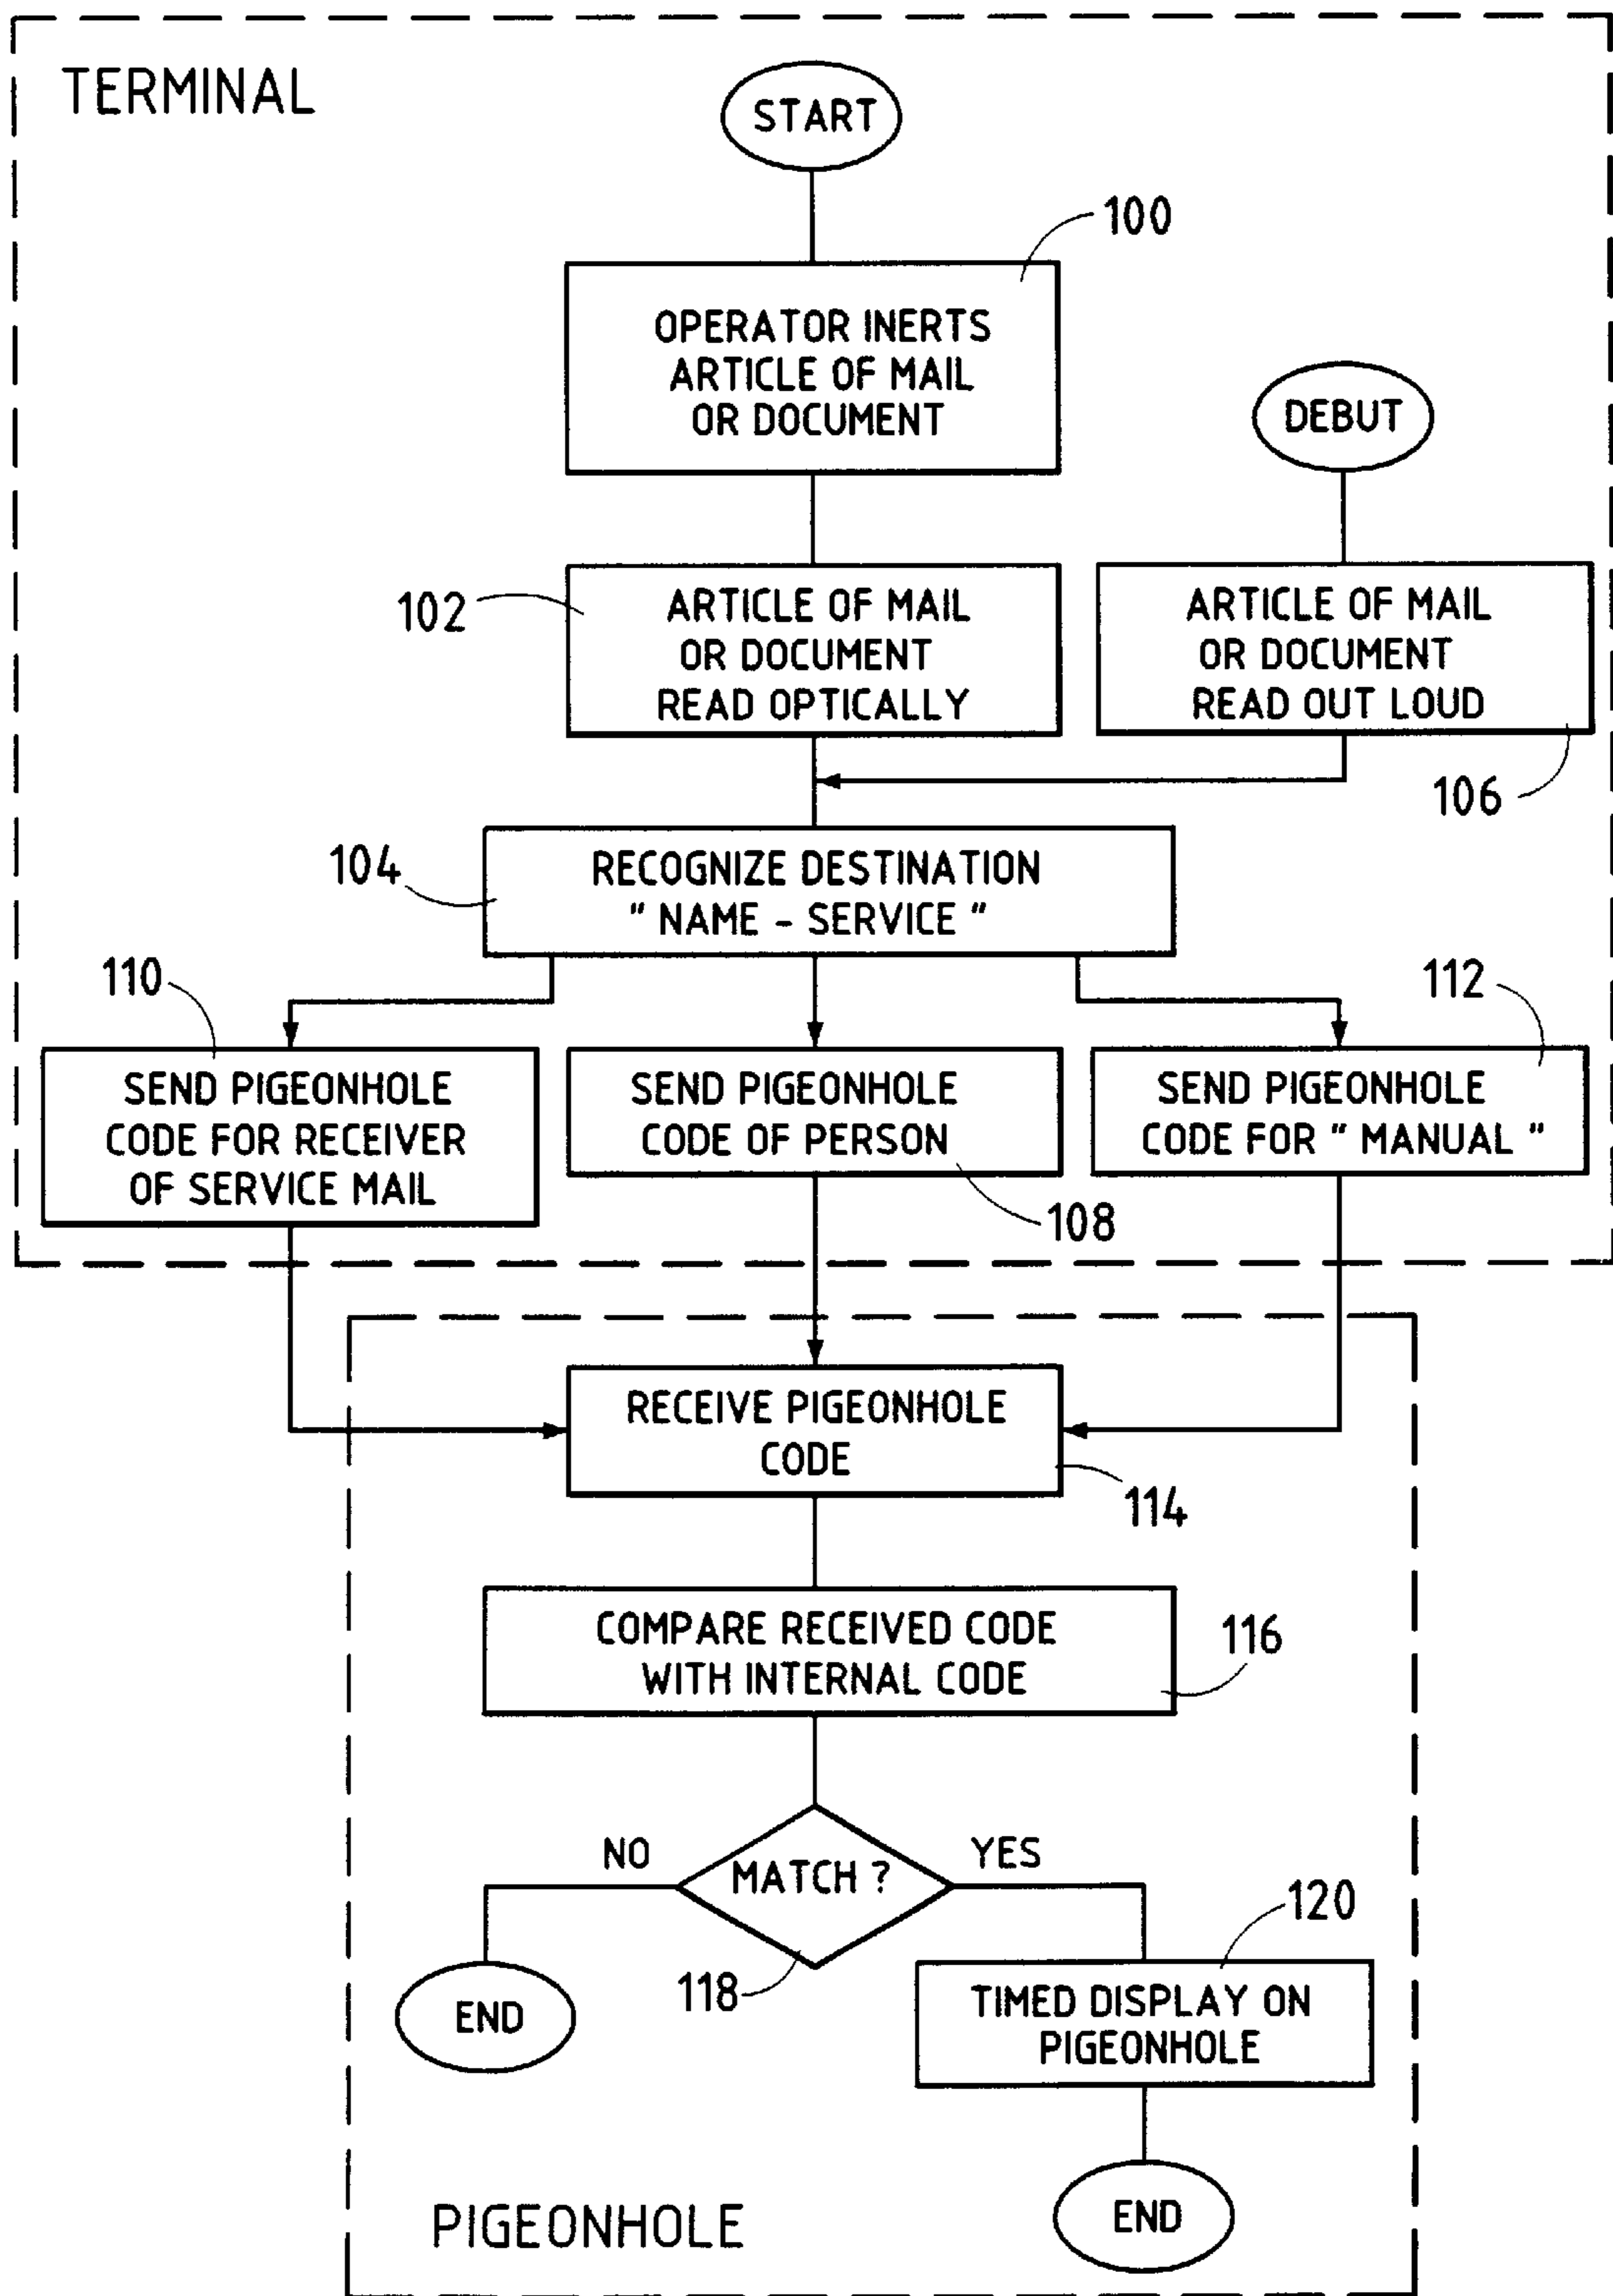 TERMINAL
START
100
OPERATOR INERTS
ARTICLE OF MAIL
OR DOCUMENT
DEBUT
102
ARTICLE OF MAIL
OR DOCUMENT
READ OPTICALLY
ARTICLE OF MAIL
OR DOCUMENT
READ OUT LOUD
106
104
RECOGNIZE DESTINATION
" NAME - SERVICE "
110
112
SEND PIGEONHOLE
CODE FOR RECEIVER
OF SERVICE MAIL
SEND PIGEONHOLE
CODE OF PERSON
108
SEND PIGEONHOLE
CODE FOR " MANUAL "
RECEIVE PIGEONHOLE
CODE
114
COMPARE RECEIVED CODE
WITH INTERNAL CODE
116
NO
MATCH ?
YES
118
120
END
TIMED DISPLAY ON
PIGEONHOLE
END
PIGEONHOLE